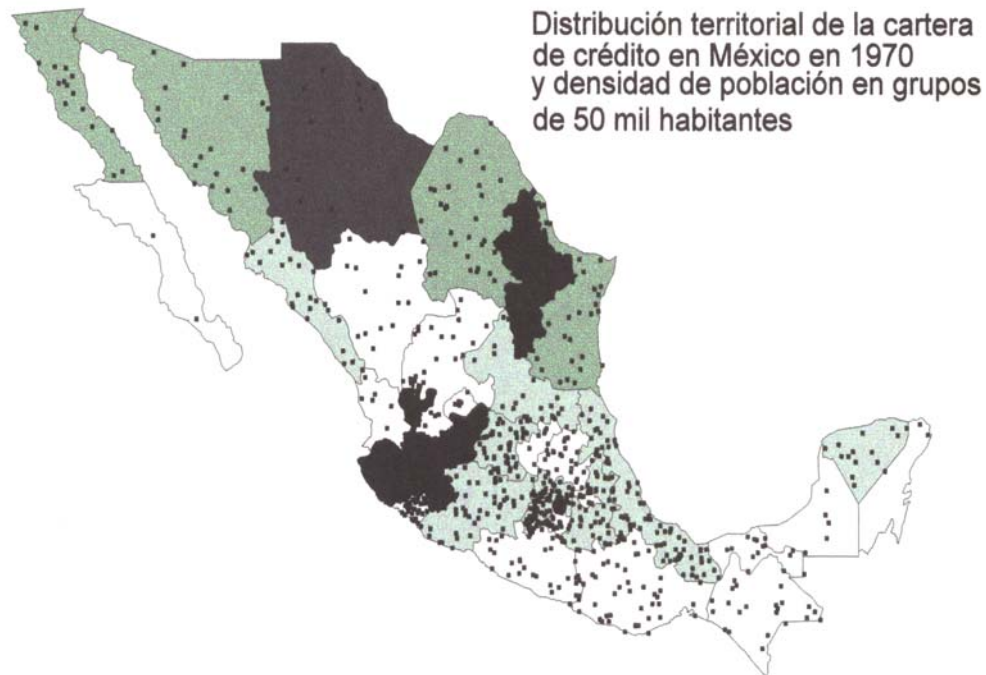 Distribución territorial de la cartera
de crédito en México en 1970
y densidad de población en grupos
de 50 mil habitantes